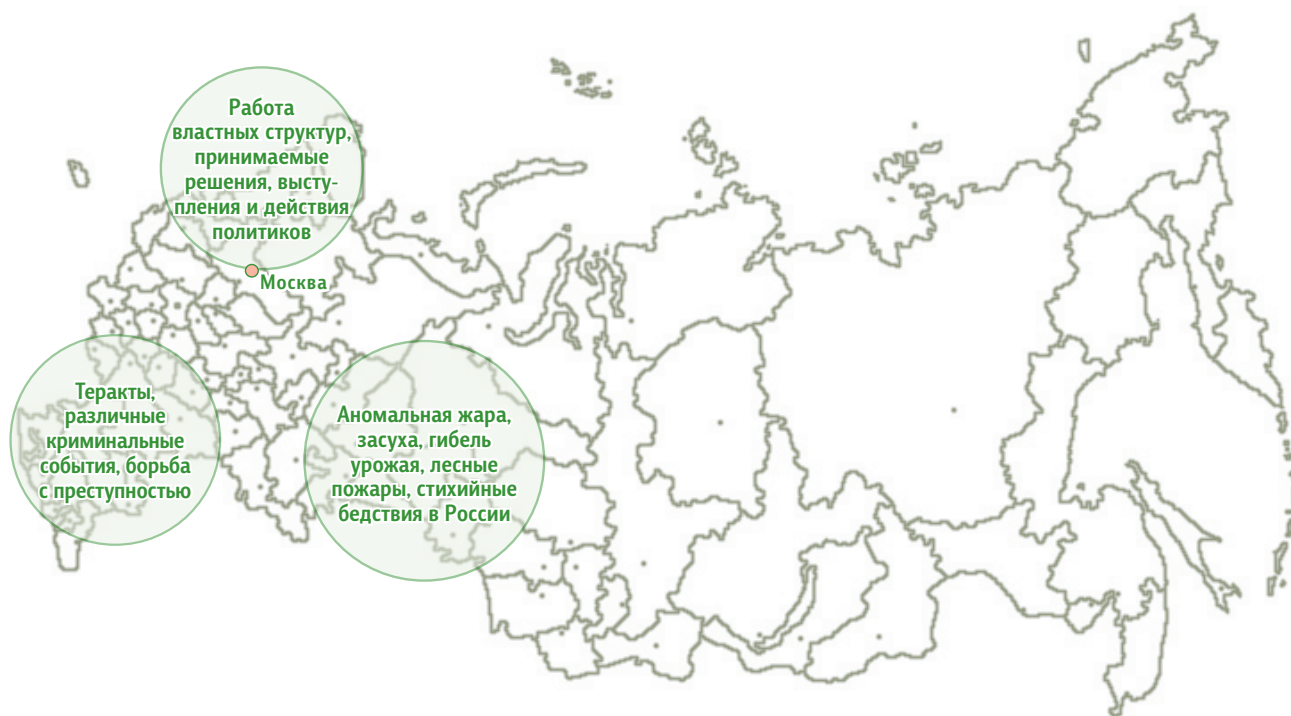 Работа
властных структур,
принимаемые
решения, высту-
пления и действия
политиков
Москва
Теракты,
различные
криминальные
события, борьба
с преступностью
Аномальная жара,
засуха, гибель
урожая, лесные
пожары, стихийные
бедствия в России